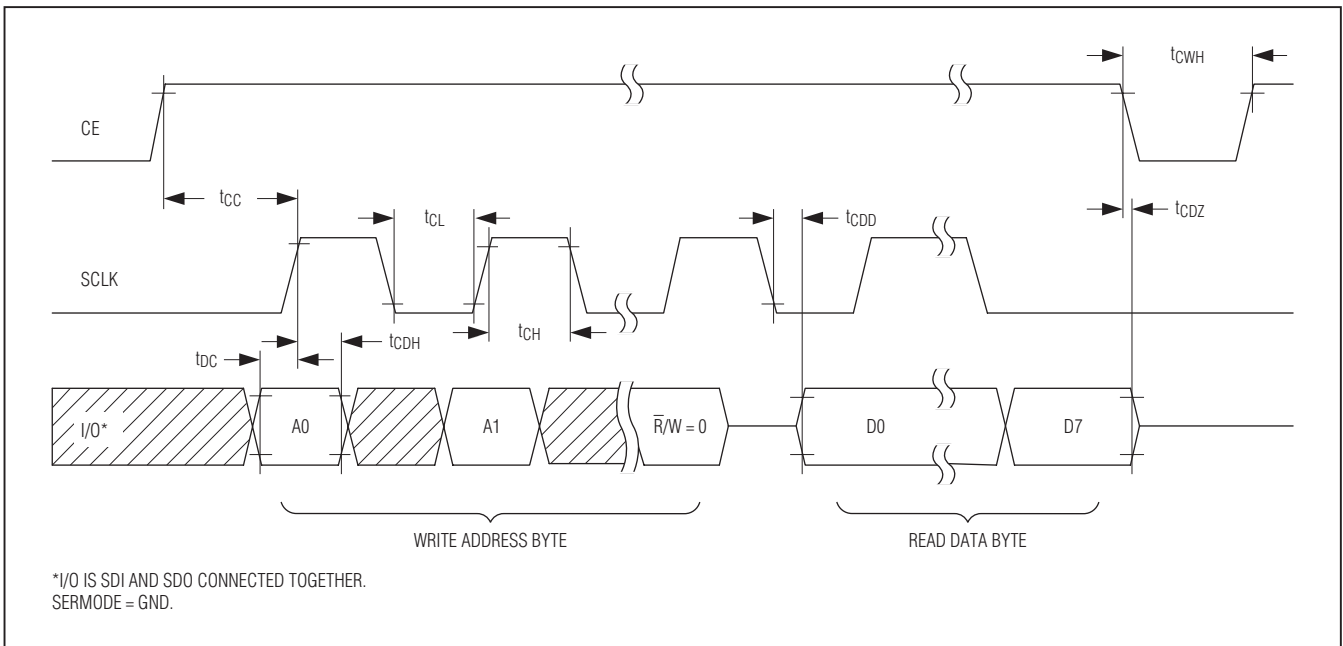 tCWH
CE
tCC
tCL
tCDD
tCDZ
SCLK
tCH
tDC
tCDH
I/O*
A0
A1
R̅/W = 0
D0
D7
WRITE ADDRESS BYTE
READ DATA BYTE
*I/O IS SDI AND SDO CONNECTED TOGETHER.
SERMODE = GND.